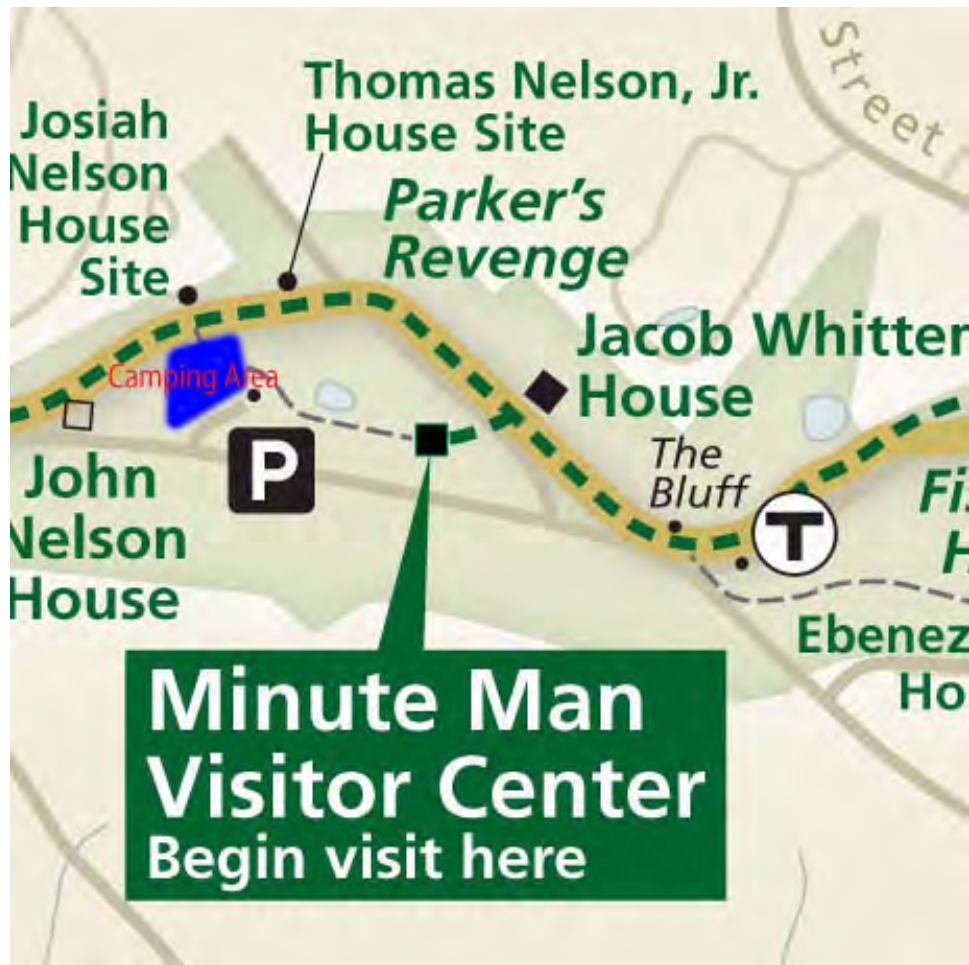 Street
Thomas Nelson, Jr.
House Site
Josiah
Nelson
House
Site
Parker's
Revenge
Jacob Whitter
House
Camping Area
The
Bluff
P
John
Nelson
House
T
Fi
H
Ebenez
Ho
Minute Man
Visitor Center
Begin visit here